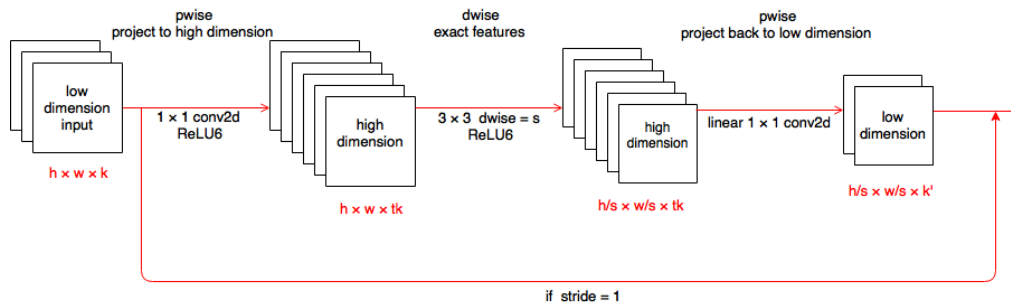 pwise
project to high dimension
dwise
exact features
pwise
project back to low dimension
low
dimension
input
1 × 1 conv2d
ReLU6
high
dimension
3 × 3 dwise = s
ReLU6
high
dimension
linear 1 × 1 conv2d
low
dimension
h × w × k
h × w × tk
h/s × w/s × tk
h/s × w/s × k'
if stride = 1